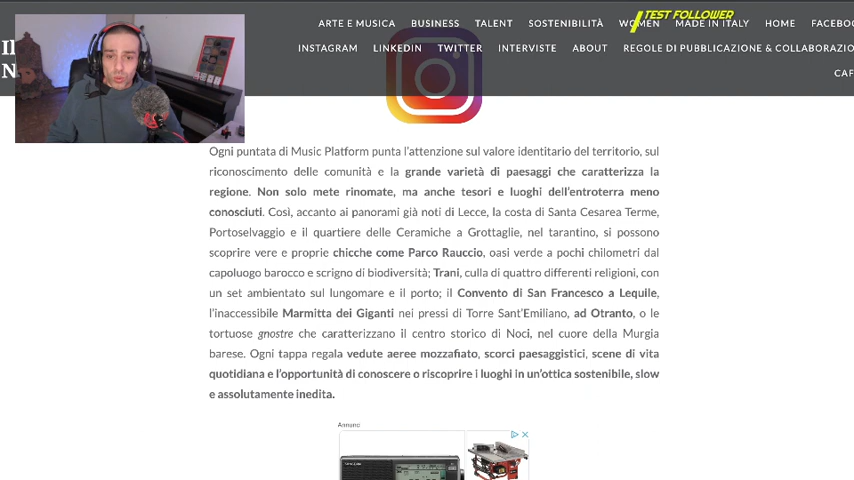 ARTE E MUSICA BUSINESS TALENT SOSTENIBILITÀ WOMEN MADE IN ITALY HOME
TEST FOLLOWER
Il
INSTAGRAM LINKEDIN TWITTER INTERVISTE ABOUT REGOLE DI PUBBLICAZIONE &
N
Ogni puntata di Music Platform punta l'attenzione sul valore identitario del territorio, sul
riconoscimento delle comunità e la grande varietà di paesaggi che caratterizza la
regione. Non solo mete rinomate, ma anche tesori e luoghi dell'entroterra meno
conosciuti. Così, accanto ai panorami già noti di Lecce, la costa di Santa Cesarea Terme,
Portoselvaggio e il quartiere delle Ceramiche a Grottaglie, nel tarantino, si possono
scoprire vere e proprie chicche come Parco Rauccio, oasi verde a pochi chilometri dal
capoluogo barocco e scrigno di biodiversità; Trani, culla di quattro differenti religioni, con
un set ambientato sul lungomare e il porto; il Convento di San Francesco a Lequile,
l'inaccessibile Marmitta dei Giganti nei pressi di Torre Sant'Emiliano, ad Otranto, o le
tortuose gnostre che caratterizzano il centro storico di Noci, nel cuore della Murgia
barese. Ogni tappa regala vedute aeree mozzafiato, scorci paesaggistici, scene di vita
quotidiana e l'opportunità di conoscere o riscoprire i luoghi in un'ottica sostenibile, slow
e assolutamente inedita.
Annunc